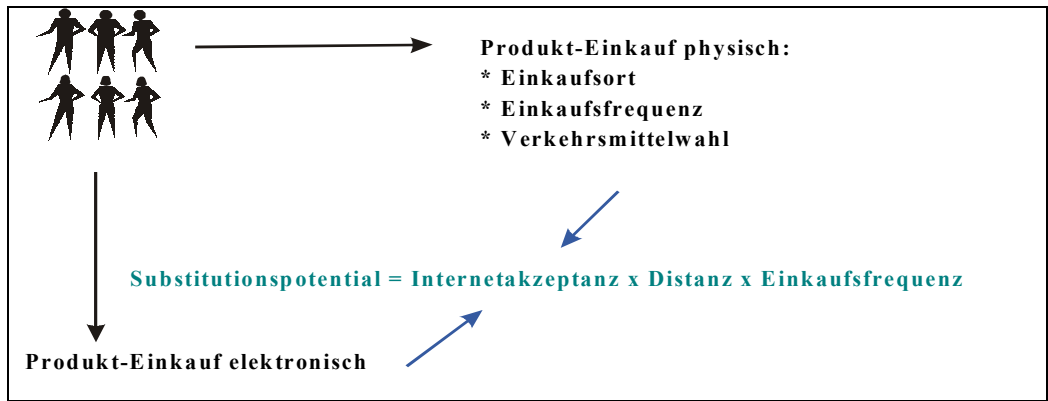 Produkt-Einkauf physisch:
* Einkaufsort
* Einkaufsfrequenz
* Verkehrsmittelwahl
Substitutionspotential = Internetakzeptanz x Distanz x Einkaufsfrequenz
Produkt-Einkauf elektronisch